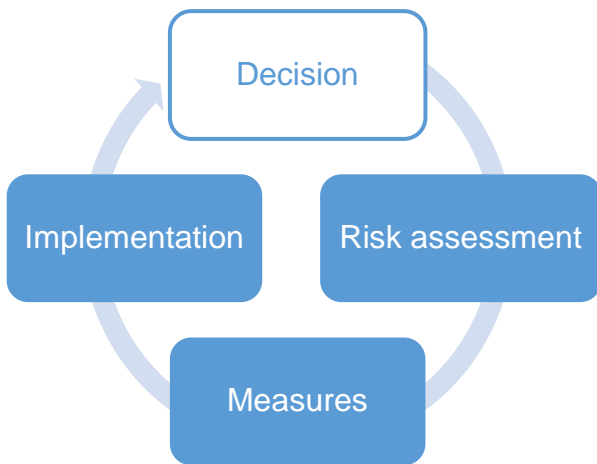 Decision
Risk assessment
Measures
Implementation